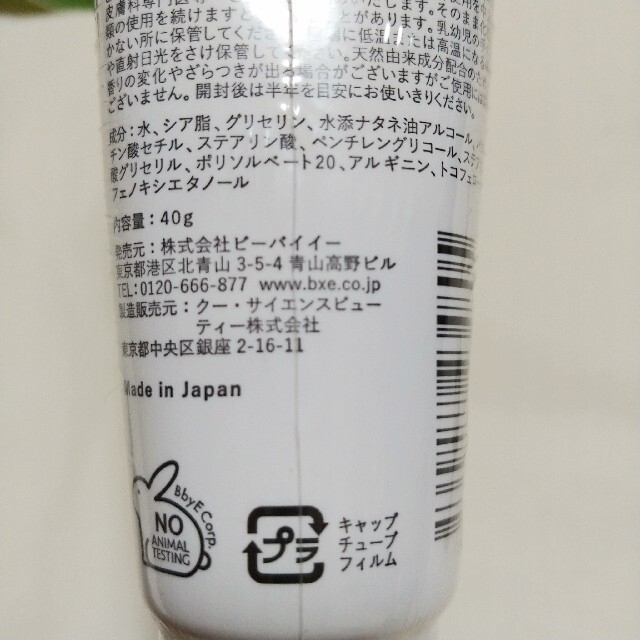 皮膚科専門医等
類の使用を続けますと
かない所に保管してくださ
や直射日光をさけ保管して
香りの変化やざらつきが出る場合がございますがご使用には
ございません。開封後は半年を目安にお使いきりください。
成分：水、シア脂、グリセリン、水添ナタネ油アルコール、
チン酸セチル、ステアリン酸、ペンチレングリコール、ステア
酸グリセリル、ポリソルベート20、アルギニン、トコフェ
フェノキシエタノール
内容量：40g
発売元：株式会社ビーバイイー
東京都港区北青山 3-5-4 青山高野ビル
TEL:0120-666-877 www.bxe.co.jp
製造販売元：クー・サイエンスビュー
ティー株式会社
東京都中央区銀座 2-16-11
Made in Japan
BbyE Corp.
NO
ANIMAL
TESTING
プラ
キャップ
チューブ
フィルム